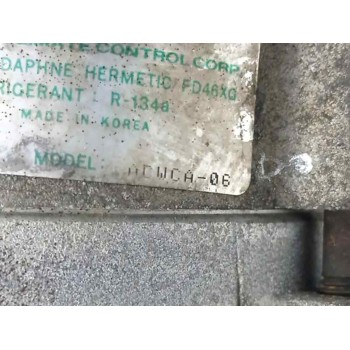 CONTROL CORP.
DAPHNE HERMETIC FD46XG
RIGERANT R-134a
MADE IN KOREA
MODEL: